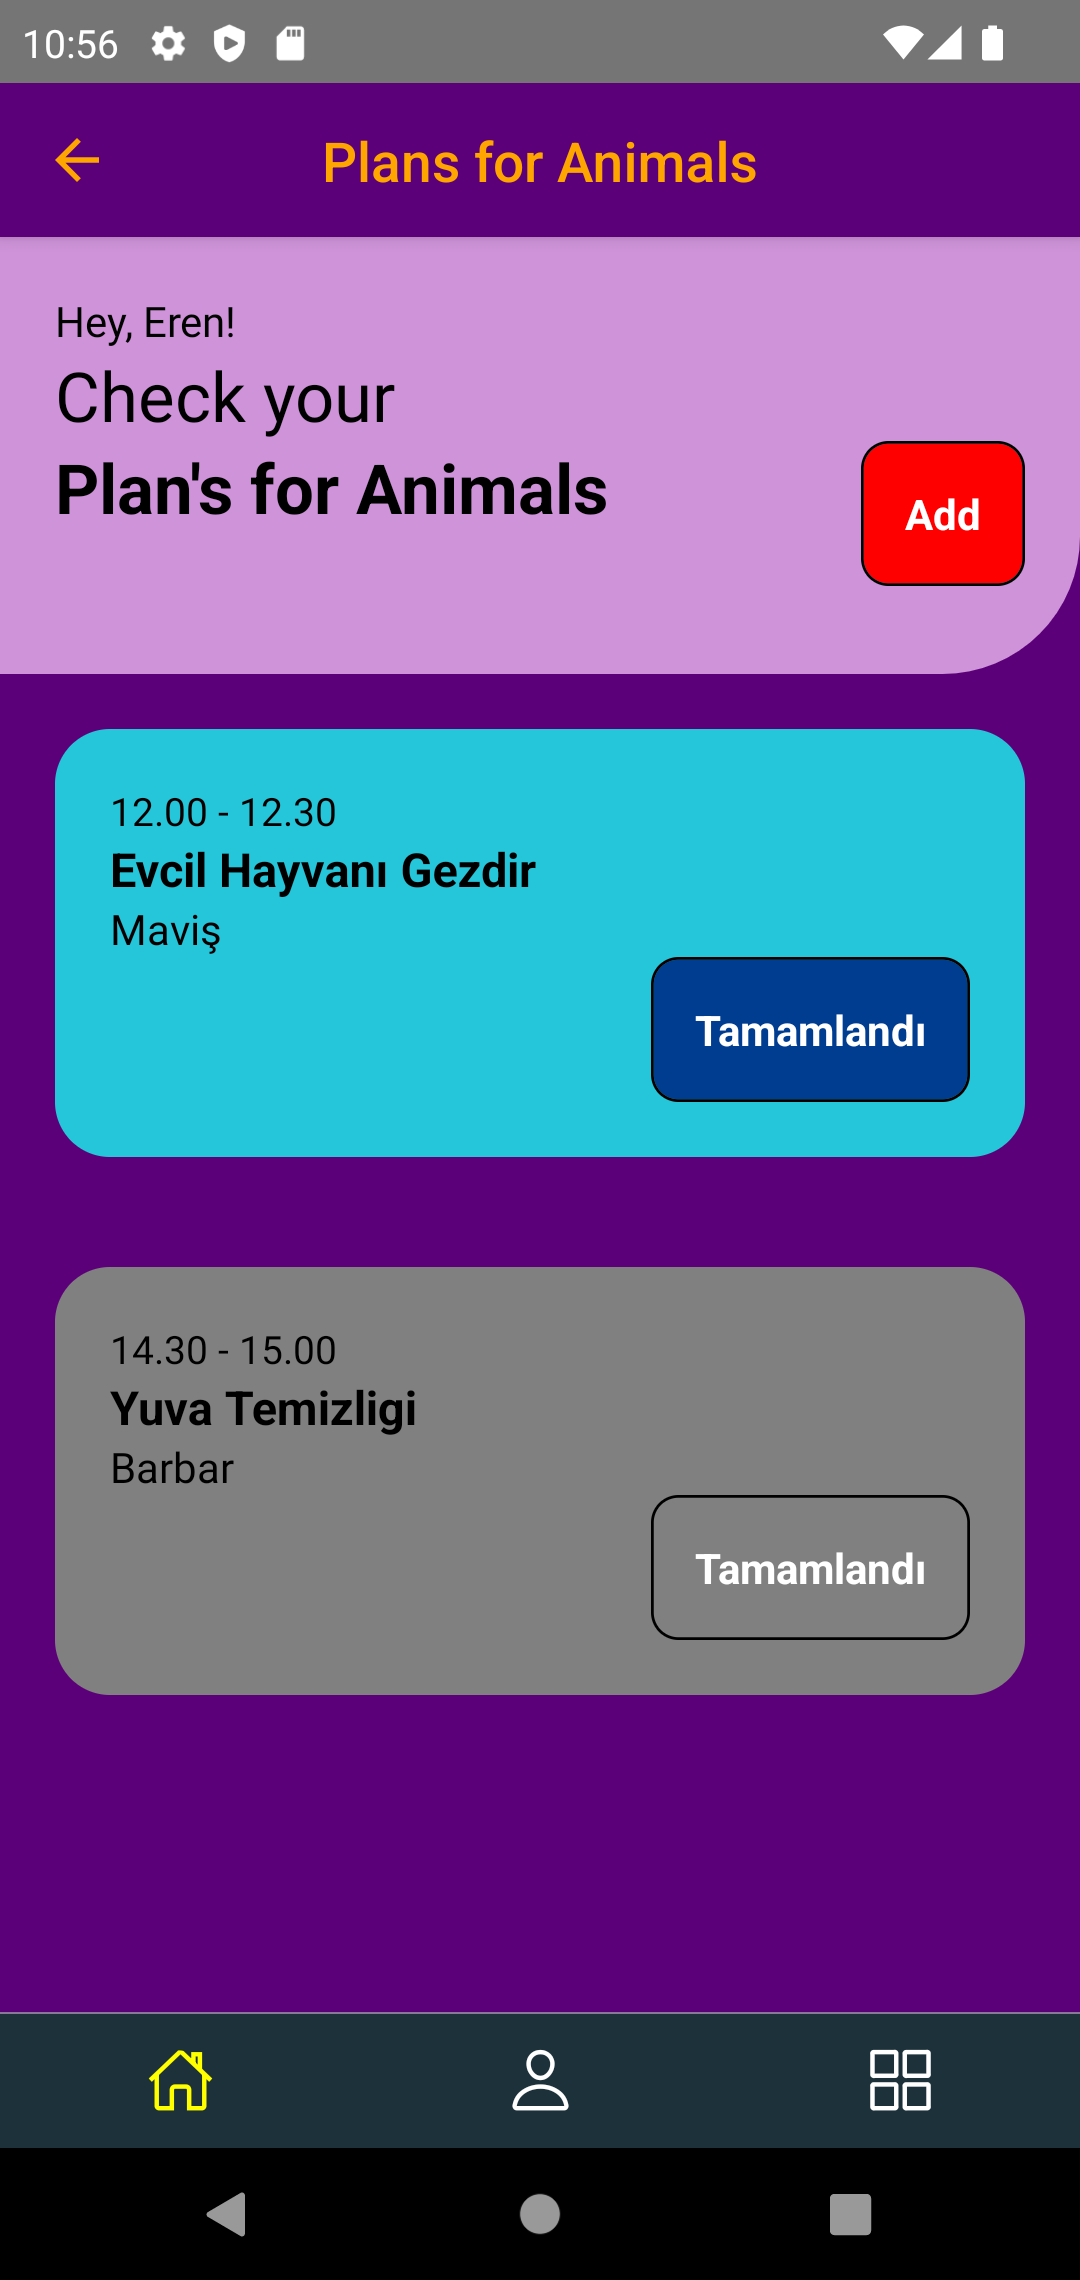 10:56
Plans for Animals
Hey, Eren!
Check your
Plan's for Animals
Add
12.00 - 12.30
Evcil Hayvanı Gezdir
Maviş
Tamamlandı
14.30 - 15.00
Yuva Temizligi
Barbar
Tamamlandı